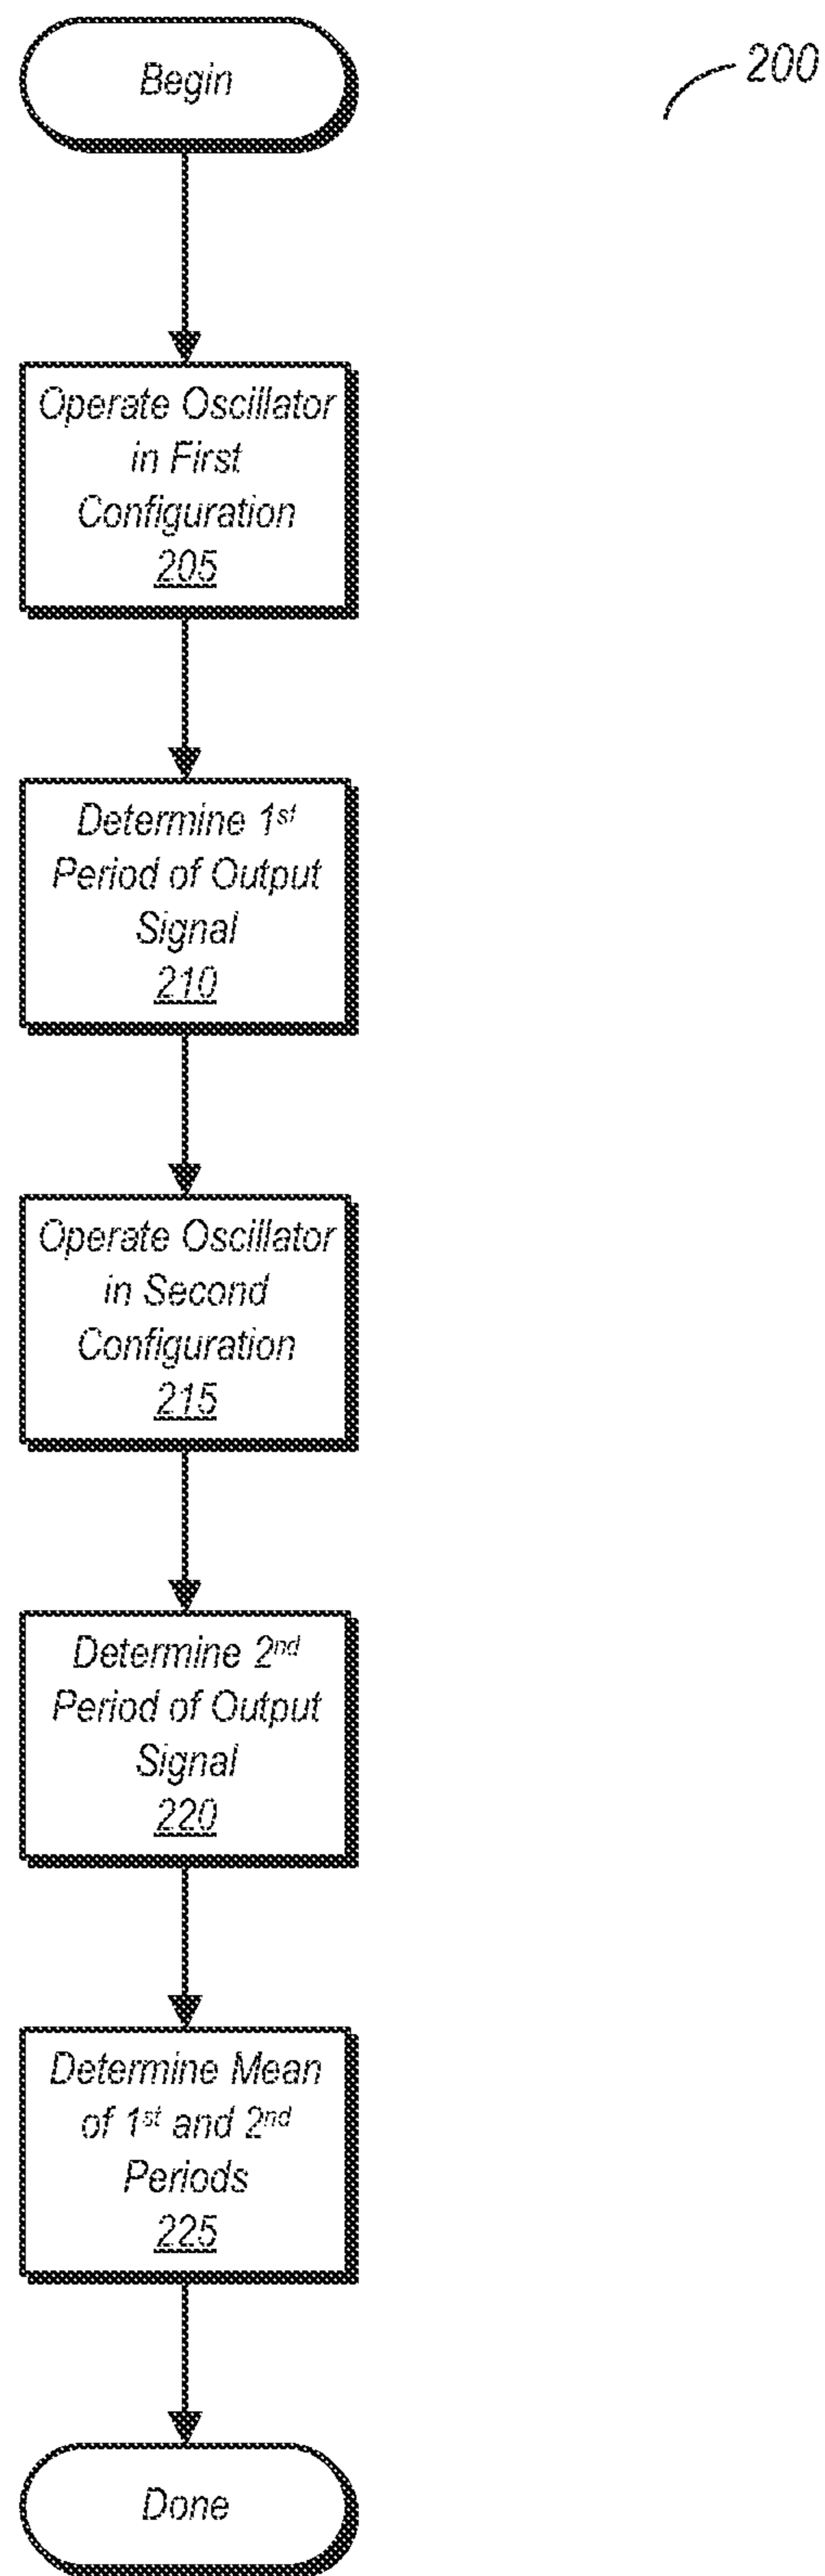 Begin
200
Operate Oscillator
in First
Configuration
205
Determine 1st
Period of Output
Signal
210
Operate Oscillator
in Second
Configuration
215
Determine 2nd
Period of Output
Signal
220
Determine Mean
of 1st and 2nd
Periods
225
Done